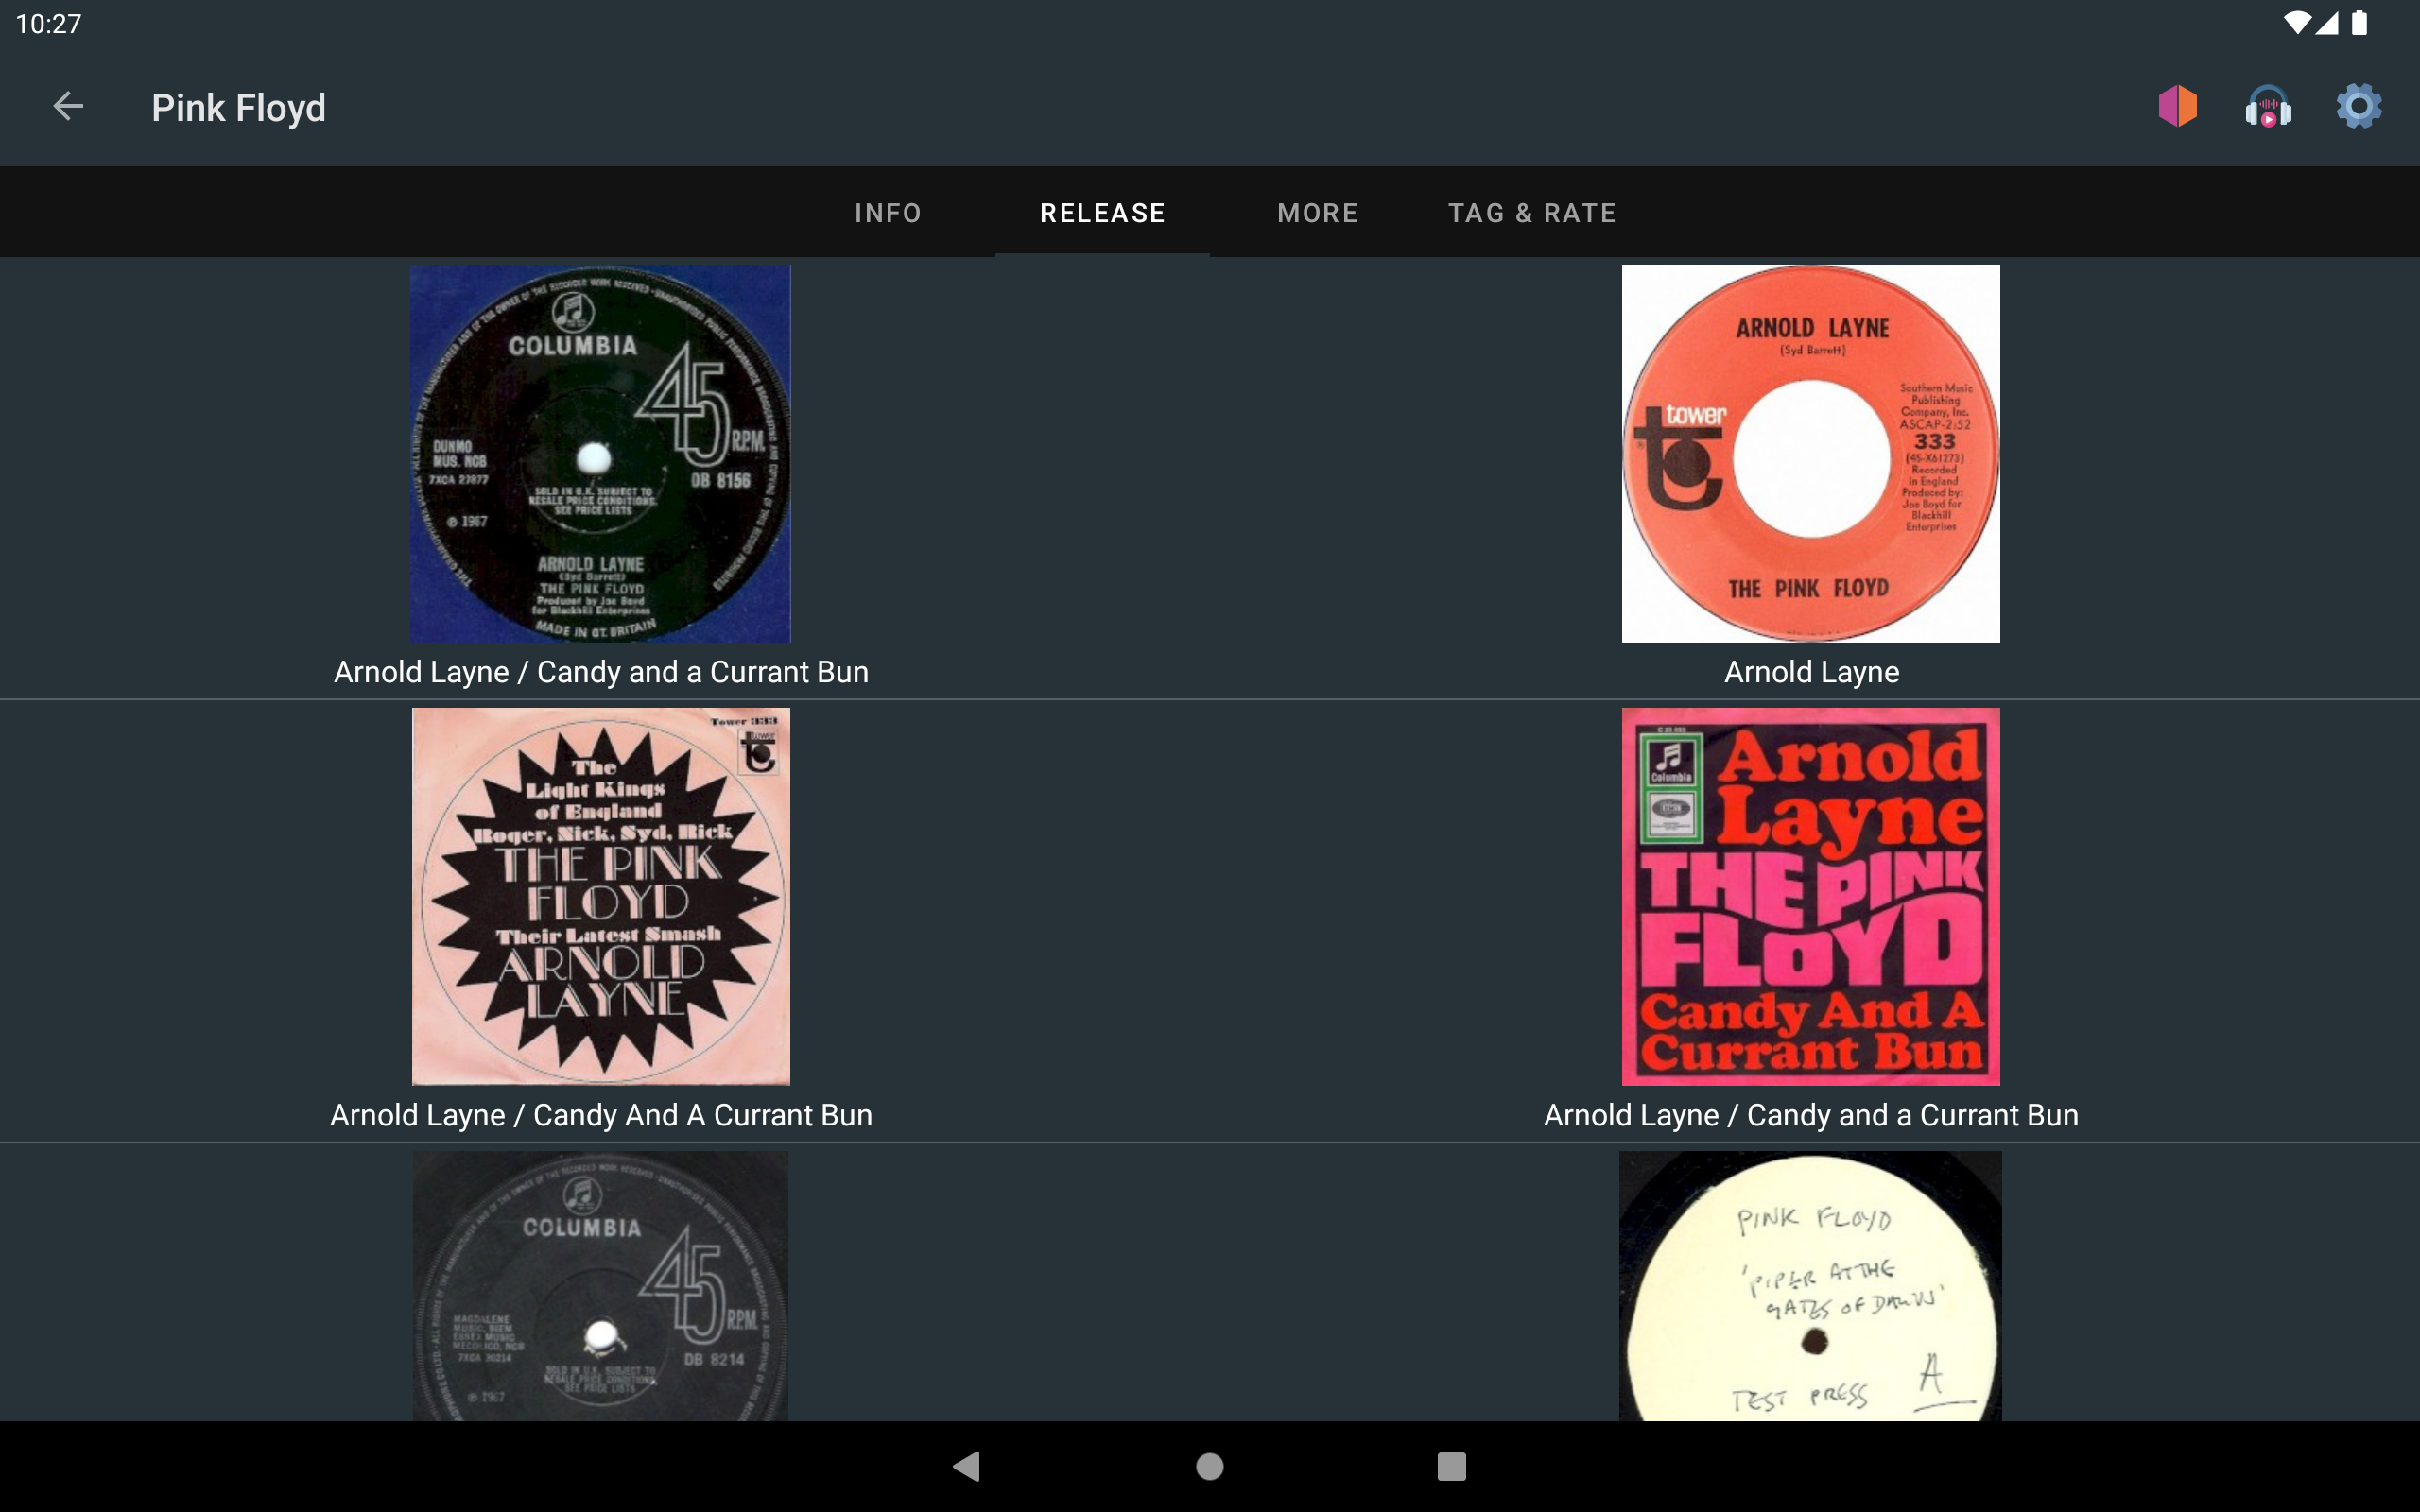 10:27
Pink Floyd
INFO
RELEASE
MORE
TAG & RATE
COLUMBIA
45
R.P.M.
DUNMO
MUS. NCB
7XCA 27877
DB 8156
SOLD IN U.K. SUBJECT TO
RESALE PRICE CONDITIONS.
SEE PRICE LISTS
℗ 1967
ARNOLD LAYNE
(Syd Barrett)
THE PINK FLOYD
Produced by Joe Boyd
for Blackhill Enterprises
MADE IN GT. BRITAIN
Arnold Layne / Candy and a Currant Bun
ARNOLD LAYNE
(Syd Barrett)
tower
Southern Music
Publishing
Company, Inc.
ASCAP-2:52
333
(45-X61273)
Recorded
in England
Produced by:
Joe Boyd for
Blackhill
Enterprises
THE PINK FLOYD
Arnold Layne
Tower 333
tower
The
Light Kings
of England
Roger, Nick, Syd, Rick
THE PINK
FLOYD
Their Latest Smash
ARNOLD
LAYNE
Arnold Layne / Candy And A Currant Bun
Columbia
Arnold
Layne
THE PINK
FLOYD
Candy And A
Currant Bun
Arnold Layne / Candy and a Currant Bun
COLUMBIA
45
RPM
MAGDALENE
MUSIC, BIEM
ESSEX MUSIC
MECOLICO, NCB
7XCA 30214
DB 8214
SOLD IN U.K. SUBJECT TO
RESALE PRICE CONDITIONS.
SEE PRICE LISTS
℗ 1967
PINK FLOYD
'PIPER AT THE
GATES OF DAWN'
TEST PRESS
A